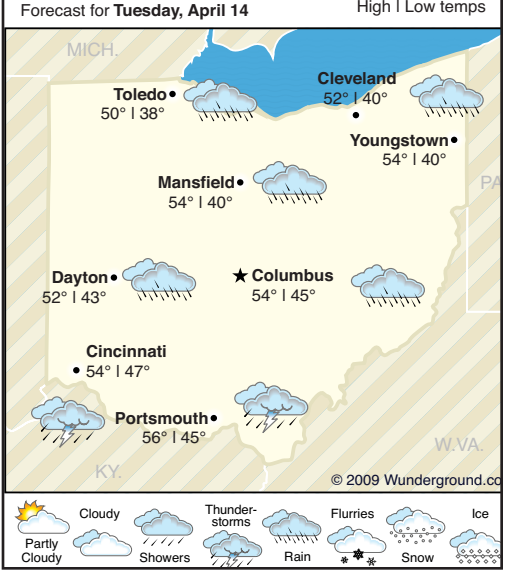 Forecast for Tuesday, April 14
High | Low temps
MICH.
Toledo
50° | 38°
Cleveland
52° | 40°
Youngstown
54° | 40°
Mansfield
54° | 40°
PA
Dayton
52° | 43°
Columbus
54° | 45°
Cincinnati
54° | 47°
Portsmouth
56° | 45°
W.VA.
KY.
© 2009 Wunderground.co
Partly
Cloudy
Cloudy
Showers
Thunder-
storms
Rain
Flurries
Snow
Ice